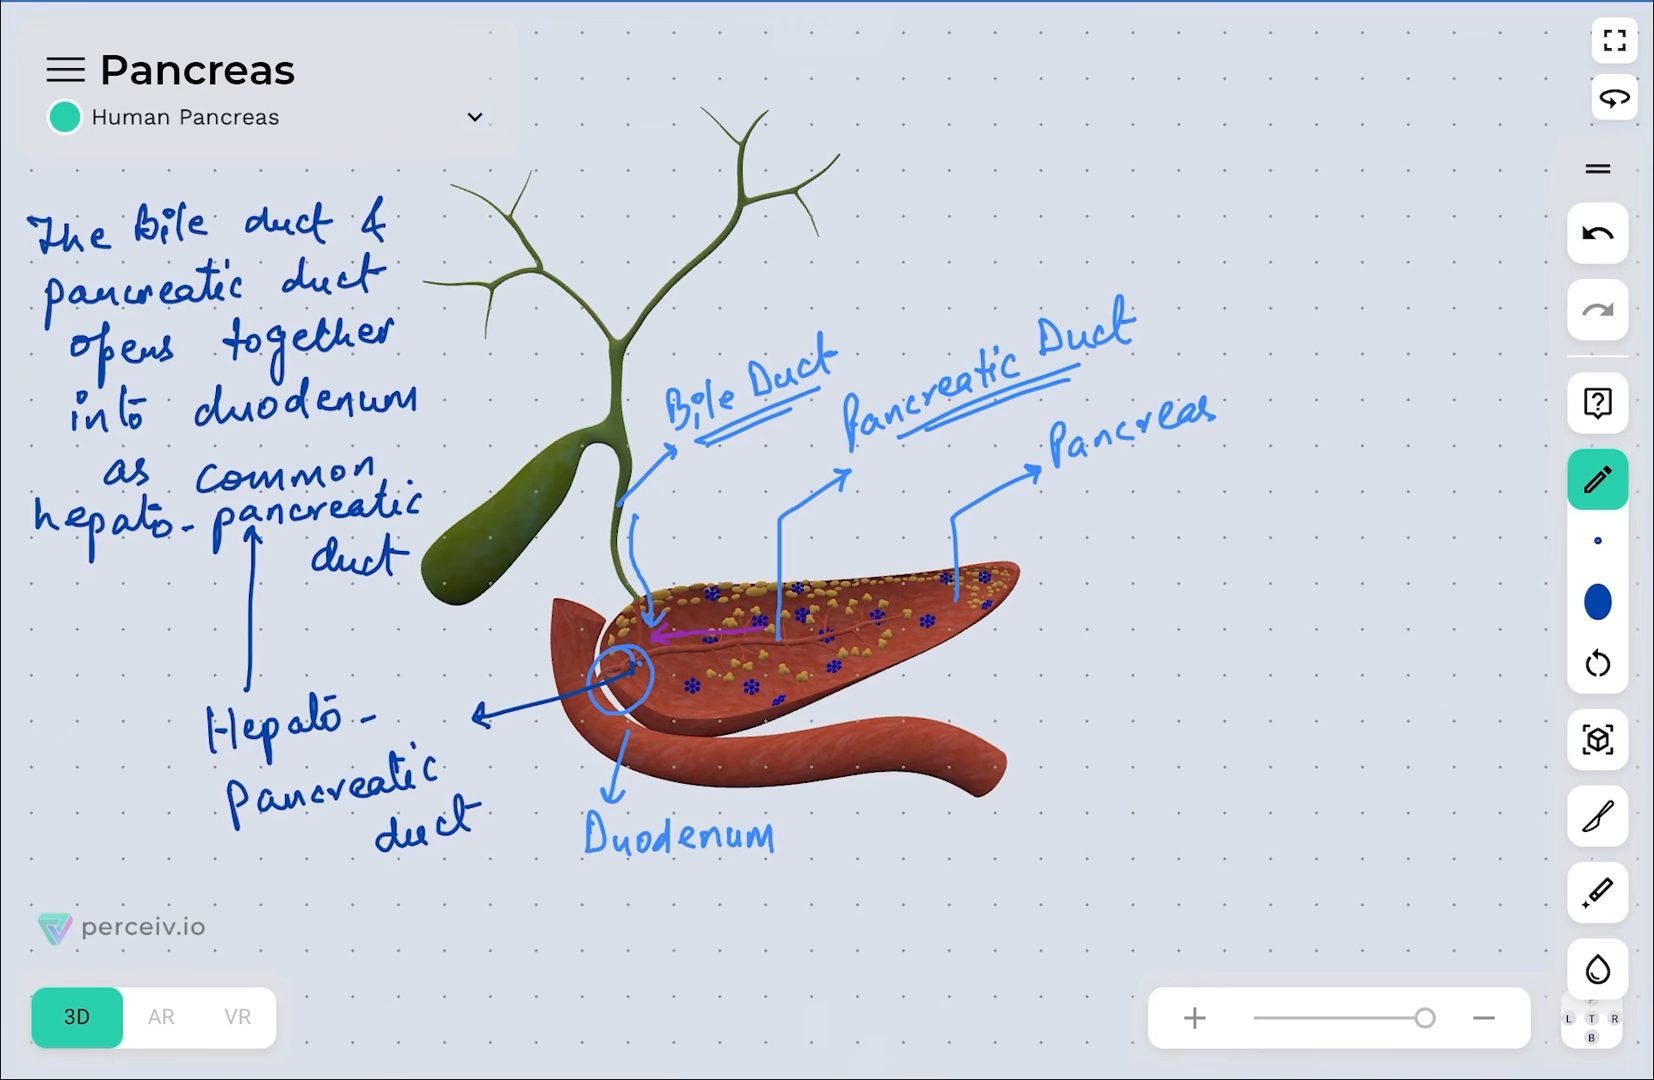 Pancreas
Human Pancreas
The Bile duct &
pancreatic duct
opens together
into duodenum
as common
hepato-pancreatic
duct
Bile Duct
Pancreatic Duct
Pancreas
Hepato-
Pancreatic
duct
Duodenum
perceiv.io
3D AR VR
L T R
B